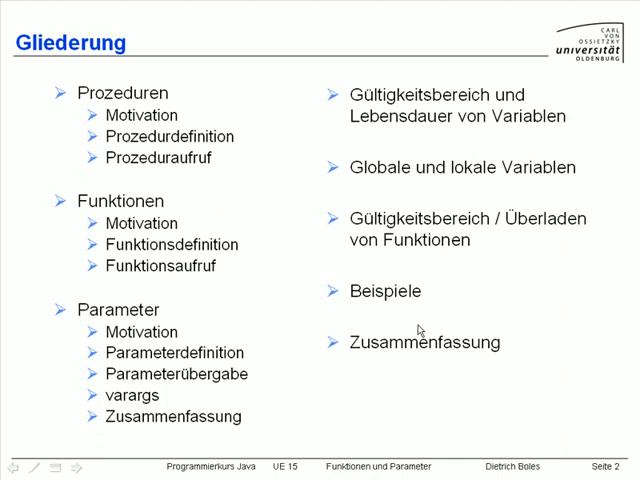 Gliederung
CARL
VON
OSSIETZKY
universität
OLDENBURG
Prozeduren
Motivation
Prozedurdefinition
Prozeduraufruf
Funktionen
Motivation
Funktionsdefinition
Funktionsaufruf
Parameter
Motivation
Parameterdefinition
Parameterübergabe
varargs
Zusammenfassung
Gültigkeitsbereich und
Lebensdauer von Variablen
Globale und lokale Variablen
Gültigkeitsbereich / Überladen
von Funktionen
Beispiele
Zusammenfassung
Programmierkurs Java UE 15 Funktionen und Parameter Dietrich Boles Seite 2